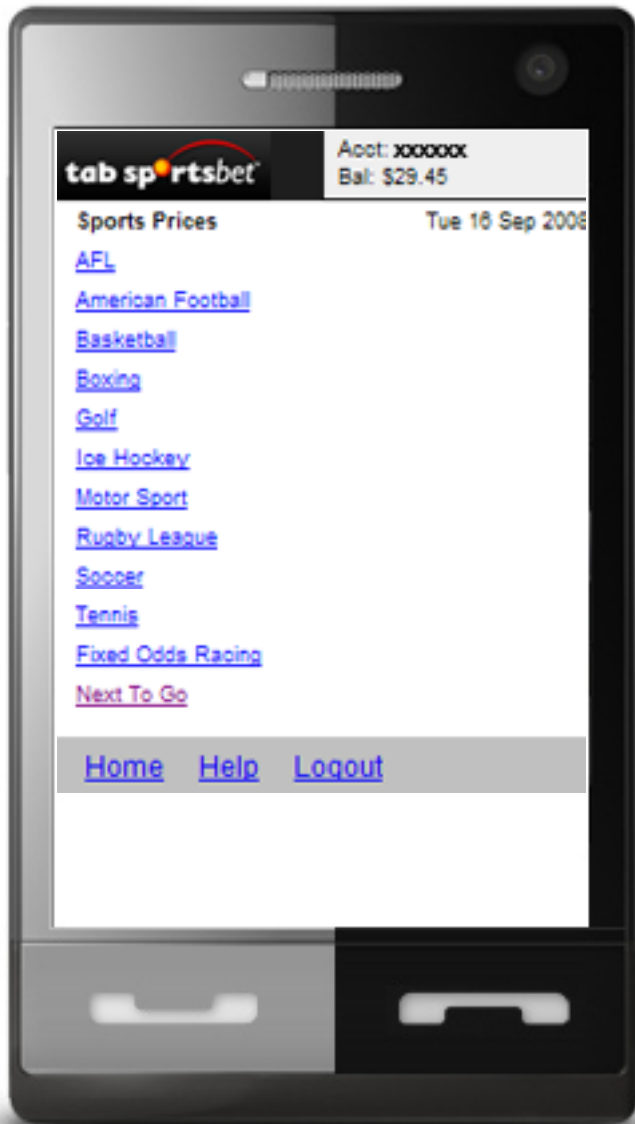 tab sportsbet
Acct: xxxxxx
Bal: $29.45
Sports Prices Tue 16 Sep 2008
AFL
American Football
Basketball
Boxing
Golf
Ice Hockey
Motor Sport
Rugby League
Soccer
Tennis
Fixed Odds Racing
Next To Go
Home Help Logout